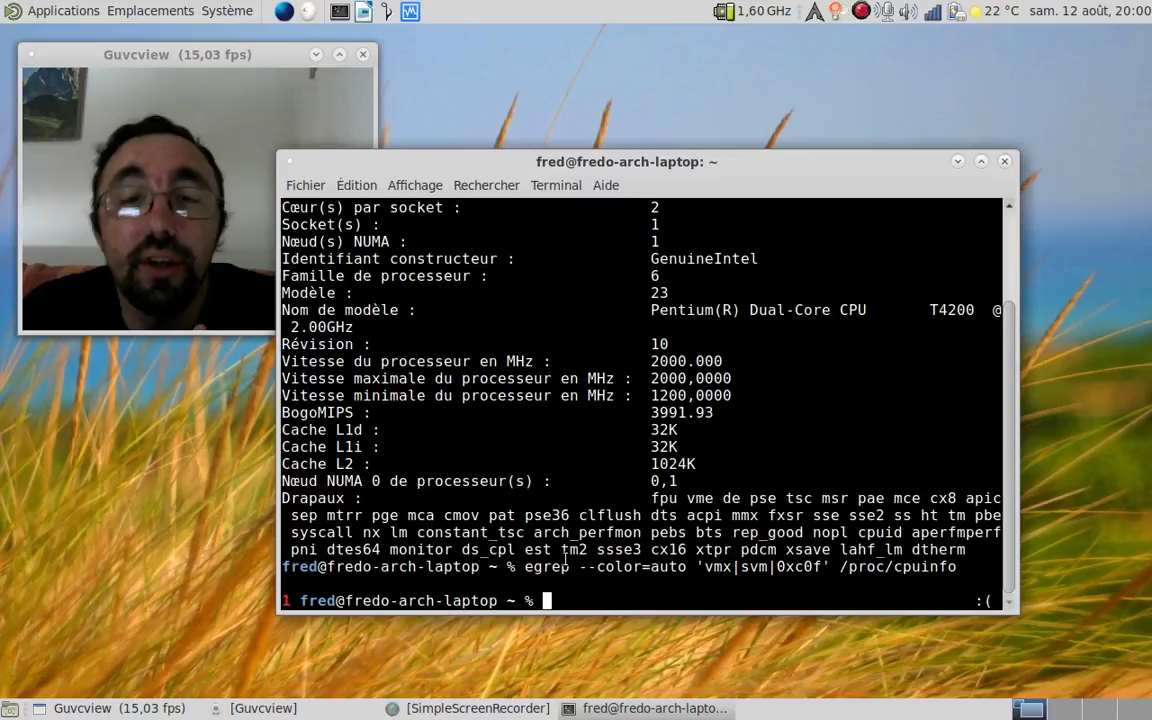 Applications Emplacements Système
1,60 GHz
22 °C sam. 12 août, 20:00
Guvcview (15,03 fps)
fred@fredo-arch-laptop: ~
Fichier Édition Affichage Rechercher Terminal Aide
Cœur(s) par socket : 2
Socket(s) : 1
Nœud(s) NUMA : 1
Identifiant constructeur : GenuineIntel
Famille de processeur : 6
Modèle : 23
Nom de modèle : Pentium(R) Dual-Core CPU T4200 @
2.00GHz
Révision : 10
Vitesse du processeur en MHz : 2000.000
Vitesse maximale du processeur en MHz : 2000,0000
Vitesse minimale du processeur en MHz : 1200,0000
BogoMIPS : 3991.93
Cache L1d : 32K
Cache L1i : 32K
Cache L2 : 1024K
Nœud NUMA 0 de processeur(s) : 0,1
Drapaux : fpu vme de pse tsc msr pae mce cx8 apic
sep mtrr pge mca cmov pat pse36 clflush dts acpi mmx fxsr sse sse2 ss ht tm pbe
syscall nx lm constant_tsc arch_perfmon pebs bts rep_good nopl cpuid aperfmperf
pni dtes64 monitor ds_cpl est tm2 ssse3 cx16 xtpr pdcm xsave lahf_lm dtherm
fred@fredo-arch-laptop ~ % egrep --color=auto 'vmx|svm|0xc0f' /proc/cpuinfo
1 fred@fredo-arch-laptop ~ % :(
Guvcview (15,03 fps)
[Guvcview]
[SimpleScreenRecorder]
fred@fredo-arch-lapto...